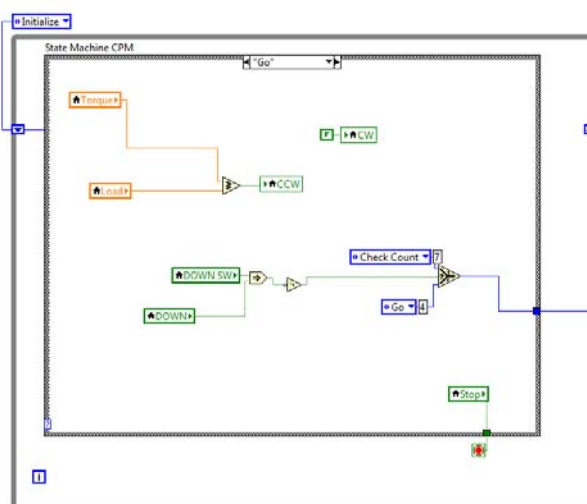 Initialize
State Machine CPM
"Go"
Torque
F
CW
Load
CCW
Check Count
7
DOWN SW
Go
4
DOWN
Stop
i